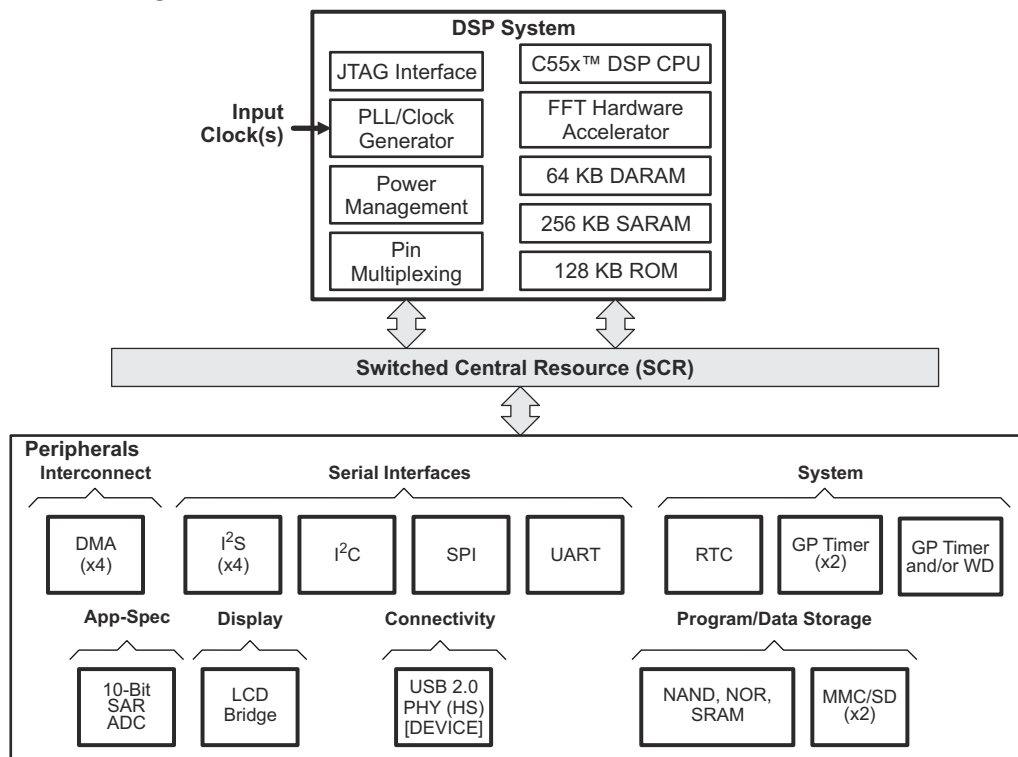 DSP System
JTAG Interface
C55x™ DSP CPU
Input
Clock(s)
PLL/Clock
Generator
FFT Hardware
Accelerator
Power
Management
64 KB DARAM
256 KB SARAM
Pin
Multiplexing
128 KB ROM
Switched Central Resource (SCR)
Peripherals
Interconnect
Serial Interfaces
System
DMA
(x4)
I²S
(x4)
I²C
SPI
UART
RTC
GP Timer
(x2)
GP Timer
and/or WD
App-Spec
Display
Connectivity
Program/Data Storage
10-Bit
SAR
ADC
LCD
Bridge
USB 2.0
PHY (HS)
[DEVICE]
NAND, NOR,
SRAM
MMC/SD
(x2)